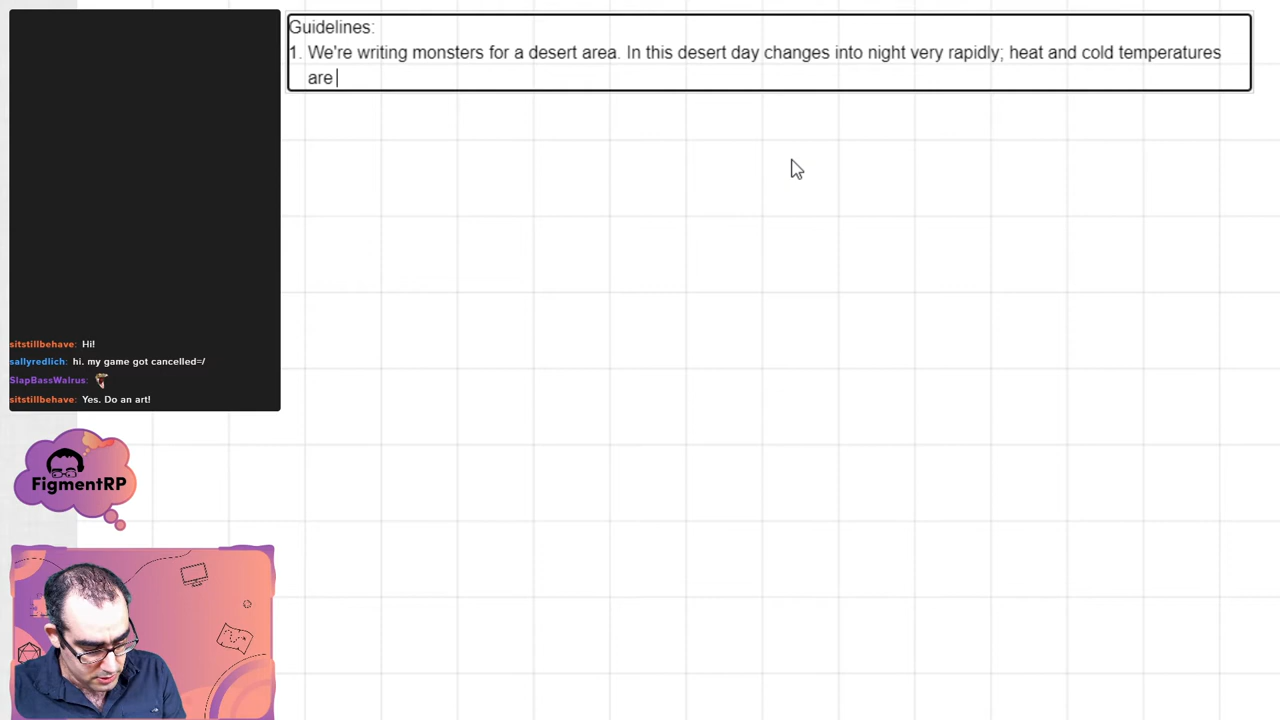 Guidelines:
1. We're writing monsters for a desert area. In this desert day changes into night very rapidly; heat and cold temperatures
are
sitstillbehave: Hi!
sallyredlich: hi. my game got cancelled=/
SlapBassWalrus:
sitstillbehave: Yes. Do an art!
FigmentRP